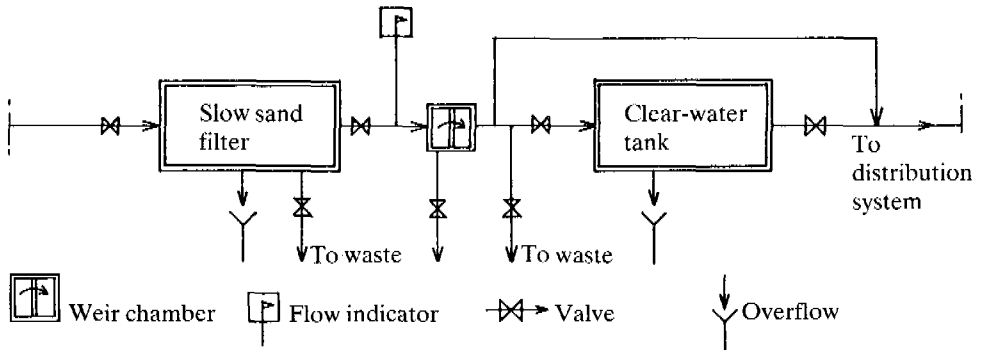 Slow sand
filter
Clear-water
tank
To
distribution
system
To waste
To waste
Weir chamber
Flow indicator
Valve
Overflow